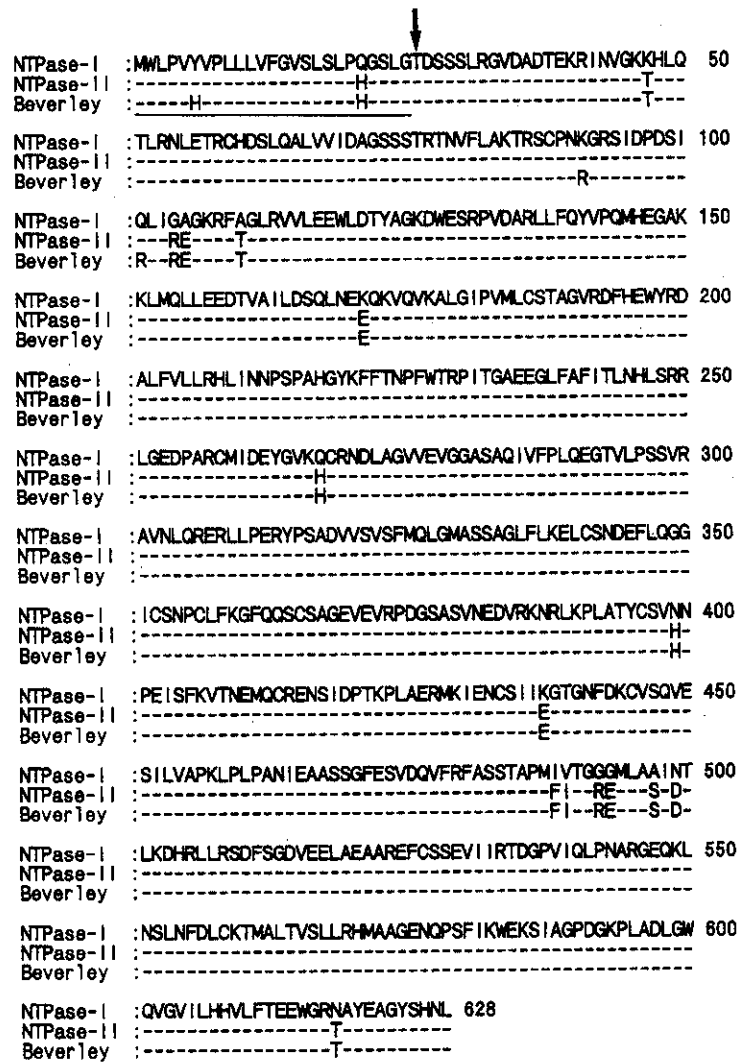 NTPase-I :MWLPVYVPLLLVFGVSLSLPQGSLGTDSSSLRGVDADTEKRINVGKKHLQ 50
NTPase-II :--------------------H---------------------------T-
Beverley :-----H--------------H---------------------------T-
NTPase-I :TLRNLETRCHDSLQALVVIDAGSSSTRTNVFLAKTRSCPNKGRSIDPDSI 100
NTPase-II :--------------------------------------------------
Beverley :----------------------------------------R---------
NTPase-I :QLIGAGKRFAGLRVVLEEWLDTYAGKDWESRPVDARLLFQYVPQMHEGAK 150
NTPase-II :---RE----T----------------------------------------
Beverley :R--RE----T----------------------------------------
NTPase-I :KLMQLLEEDTVAILDSQLNEKQKVQVKALGIPVMLCSTAGVRDFHEWYRD 200
NTPase-II :--------------------E-----------------------------
Beverley :--------------------E-----------------------------
NTPase-I :ALFVLLRHLINNPSPAHGYKFFTNPFWTRPITGAEEGLFAFITLNHLSRR 250
NTPase-II :--------------------------------------------------
Beverley :--------------------------------------------------
NTPase-I :LGEDPARCMIDEYGVKQCRNDLAGVVEVGGASAQIVFPLQEGTVLPSSVR 300
NTPase-II :----------------H---------------------------------
Beverley :----------------H---------------------------------
NTPase-I :AVNLQRERLLPERYPSADVVSVSFMQLGMASSAGLFLKELCSNDEFLQGG 350
NTPase-II :--------------------------------------------------
Beverley :--------------------------------------------------
NTPase-I :ICSNPCLFKGFQQSCSAGEVEVRPDGSASVNEDVRKNRLKPLATYCSVNN 400
NTPase-II :------------------------------------------------H-
Beverley :------------------------------------------------H-
NTPase-I :PEISFKVTNEMQCRENSIDPTKPLAERMKIENCSIIKGTGNFDKCVSQVE 450
NTPase-II :------------------------------------E-------------
Beverley :------------------------------------E-------------
NTPase-I :SILVAPKLPLPANIEAASSGFESVDQVFRFASSTAPMIVTGGGMLAAINT 500
NTPase-II :-------------------------------------FI--RE---S-D-
Beverley :-------------------------------------FI--RE---S-D-
NTPase-I :LKDHRLLRSDFSGDVEELAEAAREFCSSEVIIRTDGPVIQLPNARGEQKL 550
NTPase-II :--------------------------------------------------
Beverley :--------------------------------------------------
NTPase-I :NSLNFDLCKTMALTVSLLRHMAAGENQPSFIKWEKSIAGPDGKPLADLGW 600
NTPase-II :--------------------------------------------------
Beverley :--------------------------------------------------
NTPase-I :QVGVILHHVLFTEEWGRNAYEAGYSHNL 628
NTPase-II :-----------------T----------
Beverley :-----------------T----------